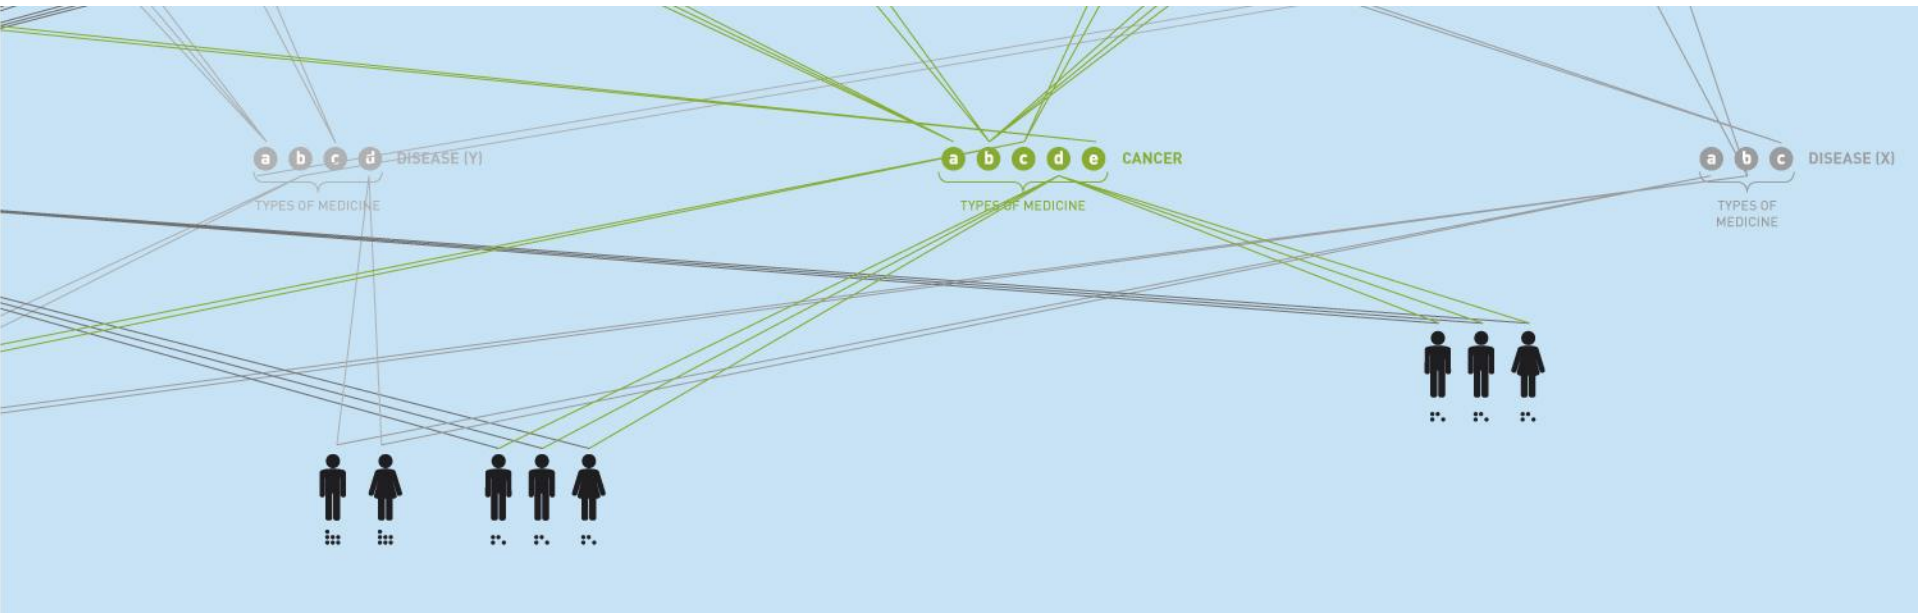 a b c d DISEASE (Y)
TYPES OF MEDICINE
a b c d e CANCER
TYPES OF MEDICINE
a b c DISEASE (X)
TYPES OF
MEDICINE